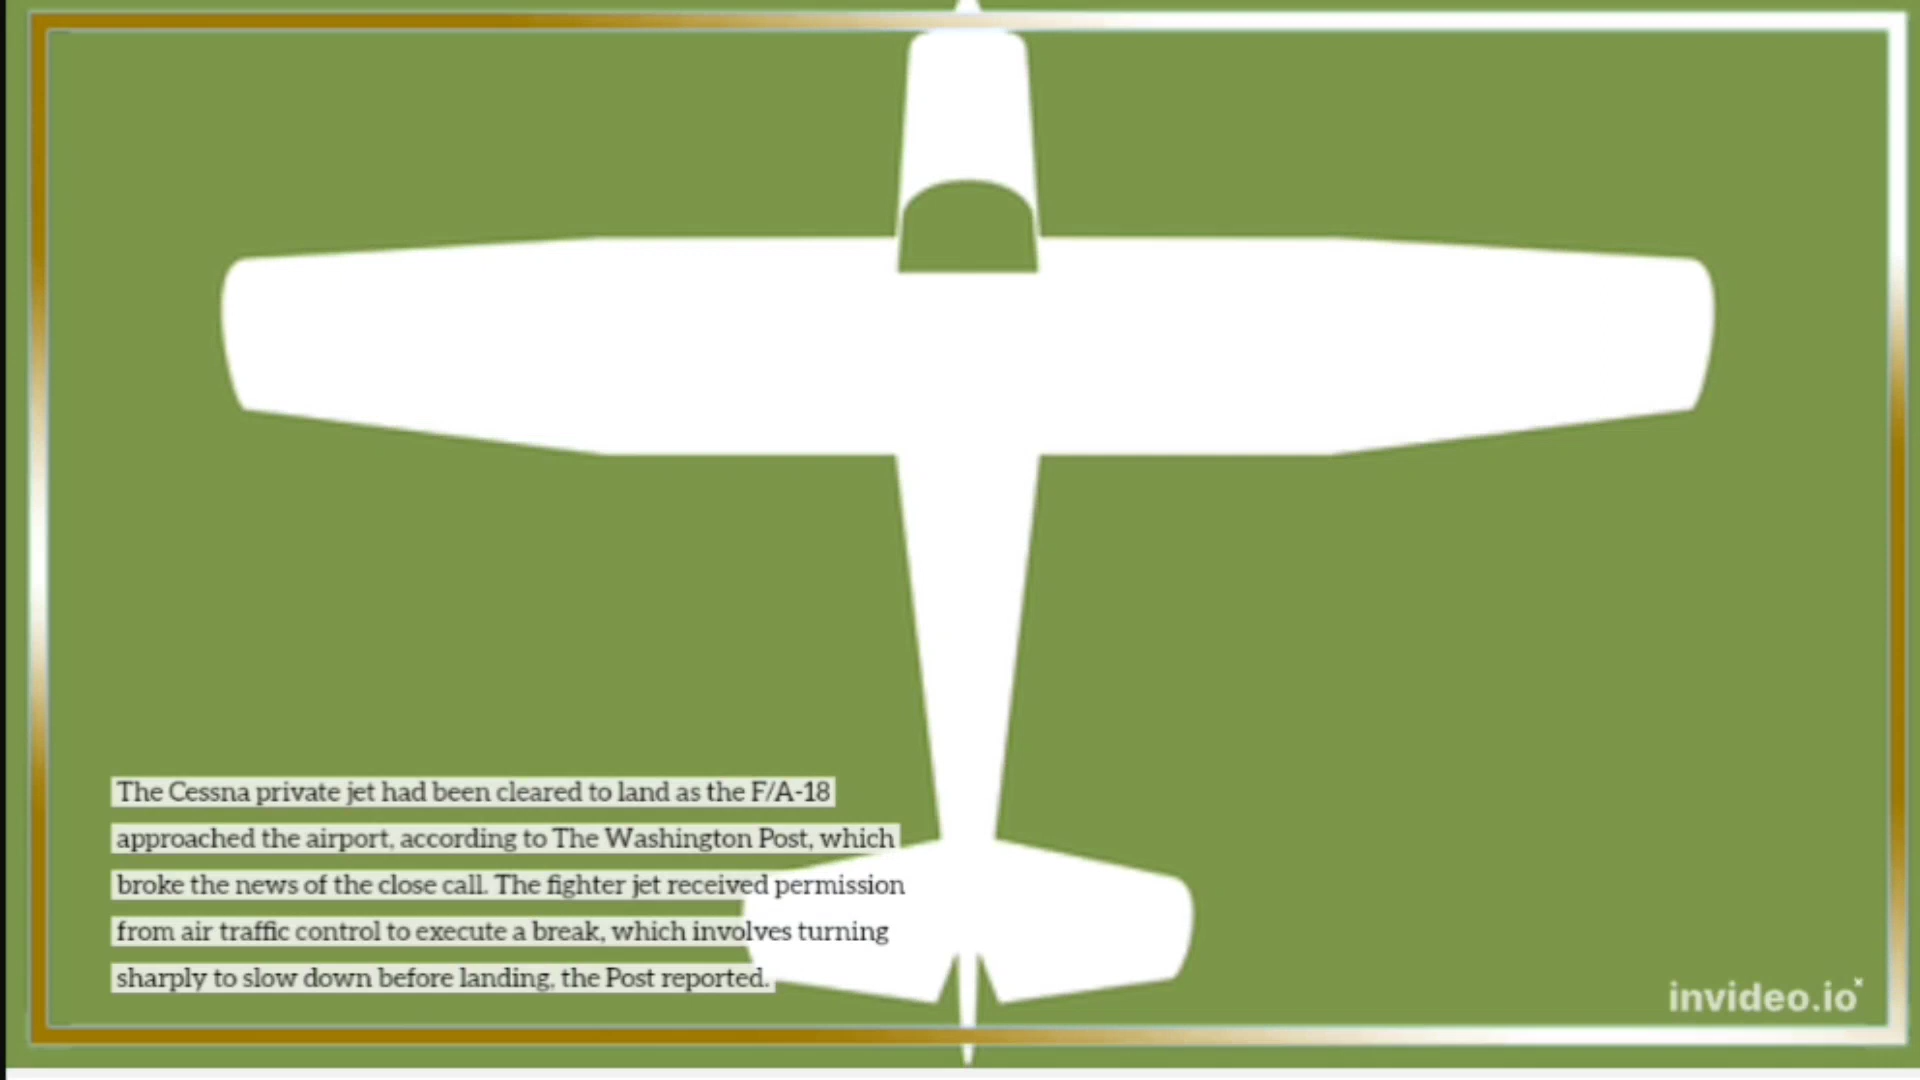 The Cessna private jet had been cleared to land as the F/A-18
approached the airport, according to The Washington Post, which
broke the news of the close call. The fighter jet received permission
from air traffic control to execute a break, which involves turning
sharply to slow down before landing, the Post reported.
invideo.io